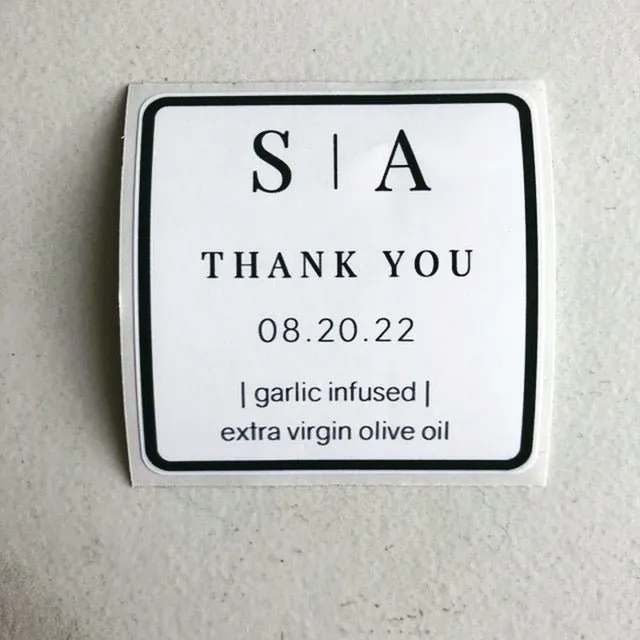 S | A
THANK YOU
08.20.22
| garlic infused |
extra virgin olive oil